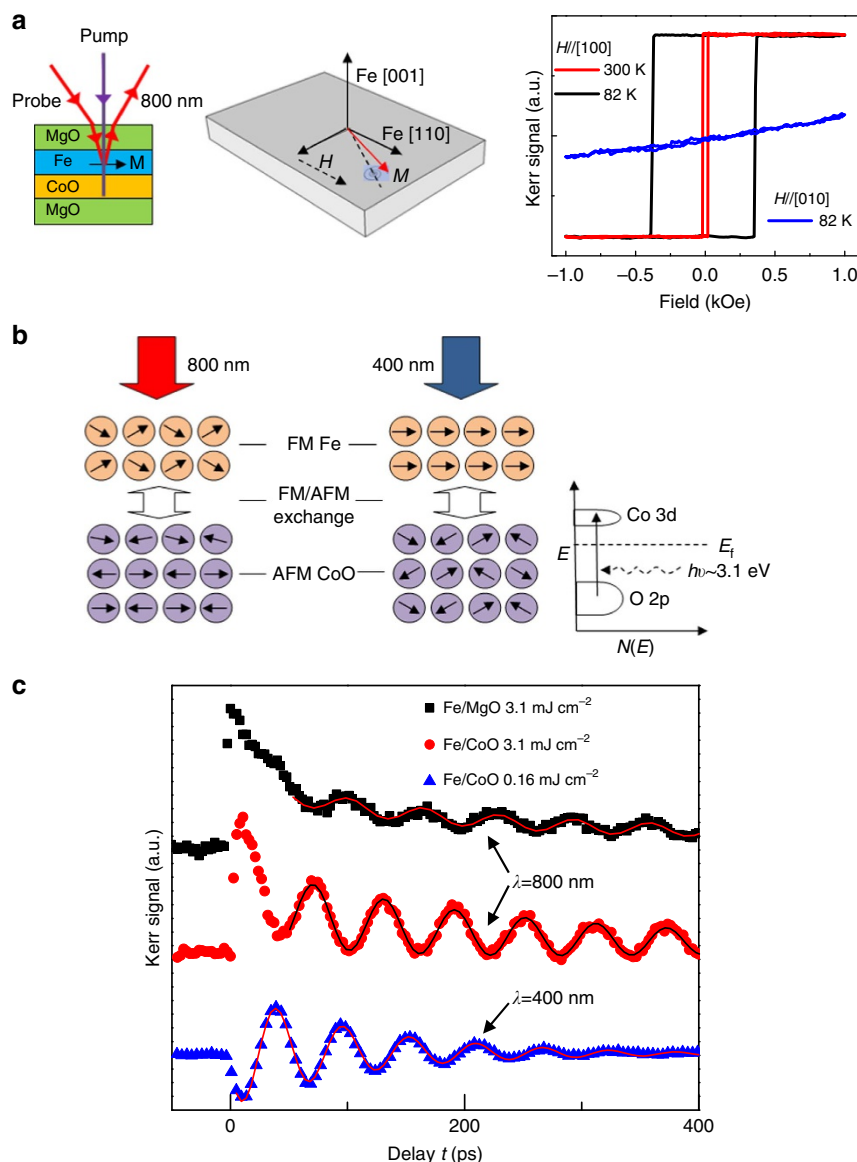 a
Pump
Probe
800 nm
MgO
Fe
M
CoO
MgO
Fe [001]
Fe [110]
H
M
H//[100]
300 K
82 K
H//[010]
82 K
Kerr signal (a.u.)
–1.0
–0.5
0.0
0.5
1.0
Field (kOe)
b
800 nm
400 nm
FM Fe
FM/AFM
exchange
AFM CoO
Co 3d
E
Ef
hυ~3.1 eV
O 2p
N(E)
c
Fe/MgO 3.1 mJ cm⁻²
Fe/CoO 3.1 mJ cm⁻²
Fe/CoO 0.16 mJ cm⁻²
λ=800 nm
λ=400 nm
Kerr signal (a.u.)
0
200
400
Delay t (ps)